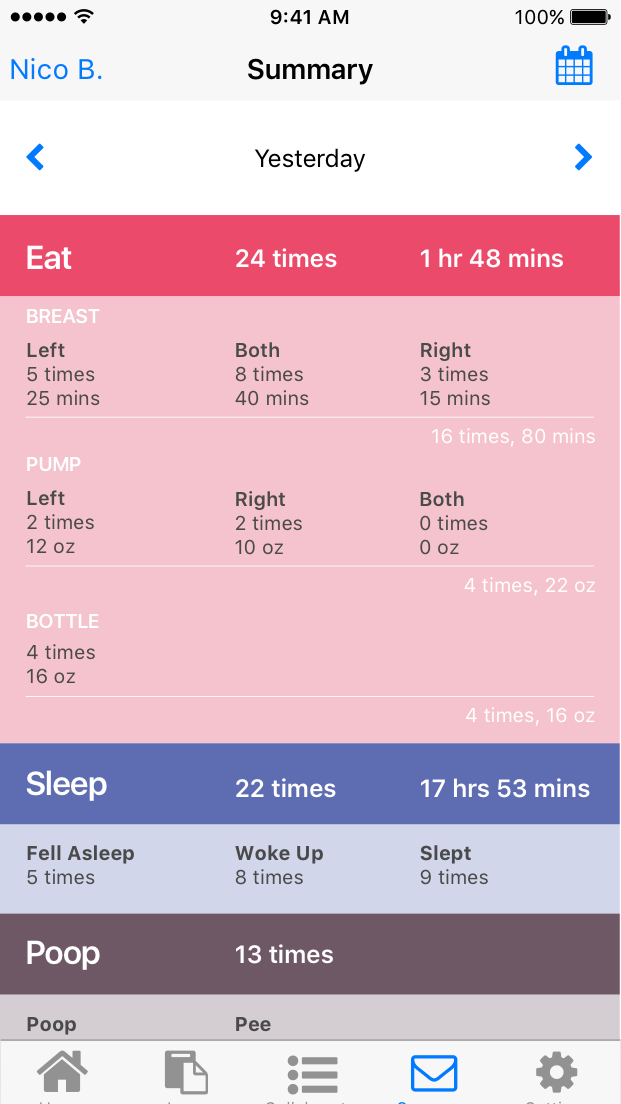 9:41 AM 100%
Nico B. Summary
Yesterday
Eat 24 times 1 hr 48 mins
BREAST
Left Both Right
5 times 8 times 3 times
25 mins 40 mins 15 mins
16 times, 80 mins
PUMP
Left Right Both
2 times 2 times 0 times
12 oz 10 oz 0 oz
4 times, 22 oz
BOTTLE
4 times
16 oz
4 times, 16 oz
Sleep 22 times 17 hrs 53 mins
Fell Asleep Woke Up Slept
5 times 8 times 9 times
Poop 13 times
Poop Pee